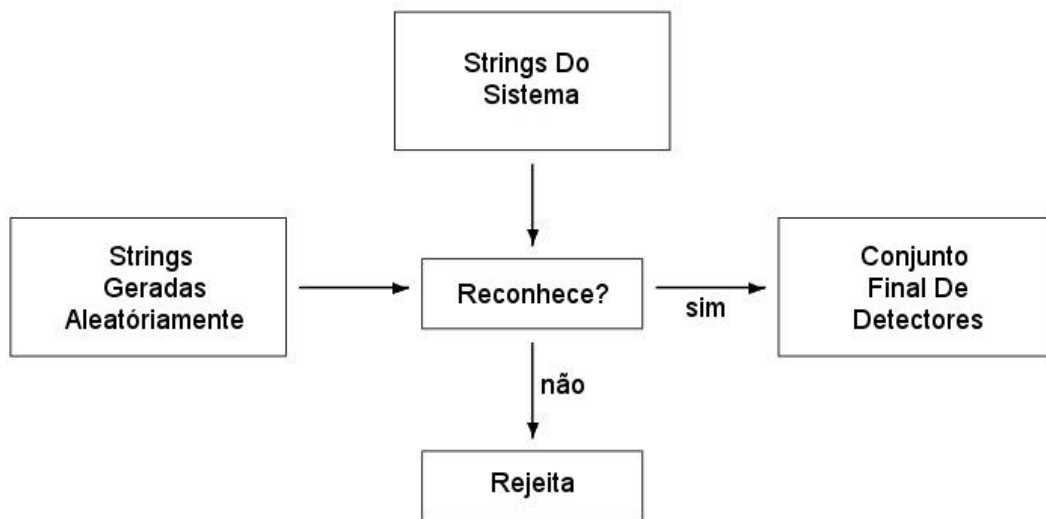 Strings Do
Sistema
Strings
Geradas
Aleatóriamente
Reconhece?
sim
Conjunto
Final De
Detectores
não
Rejeita